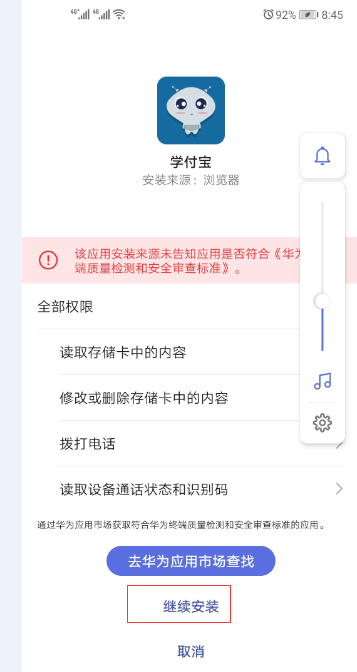 4G+ 4G 92% 8:45
学付宝
安装来源：浏览器
该应用安装来源未告知应用是否符合《华为
端质量检测和安全审查标准》。
全部权限
读取存储卡中的内容
修改或删除存储卡中的内容
拨打电话
读取设备通话状态和识别码
通过华为应用市场获取符合华为终端质量检测和安全审查标准的应用。
去华为应用市场查找
继续安装
取消